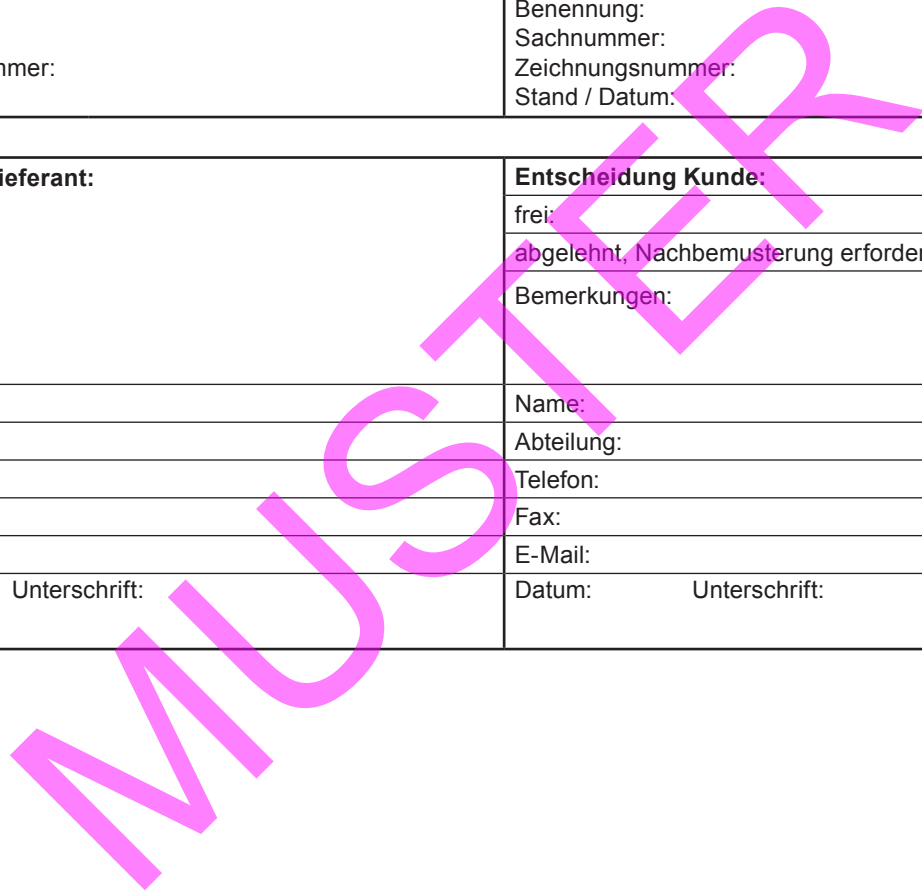 Benennung:
Sachnummer:
mmer: Zeichnungsnummer:
Stand / Datum:
ieferant: Entscheidung Kunde:
frei:
abgelehnt, Nachbemusterung erforder
Bemerkungen:
Name:
Abteilung:
Telefon:
Fax:
E-Mail:
Unterschrift: Datum: Unterschrift:
MUSTER